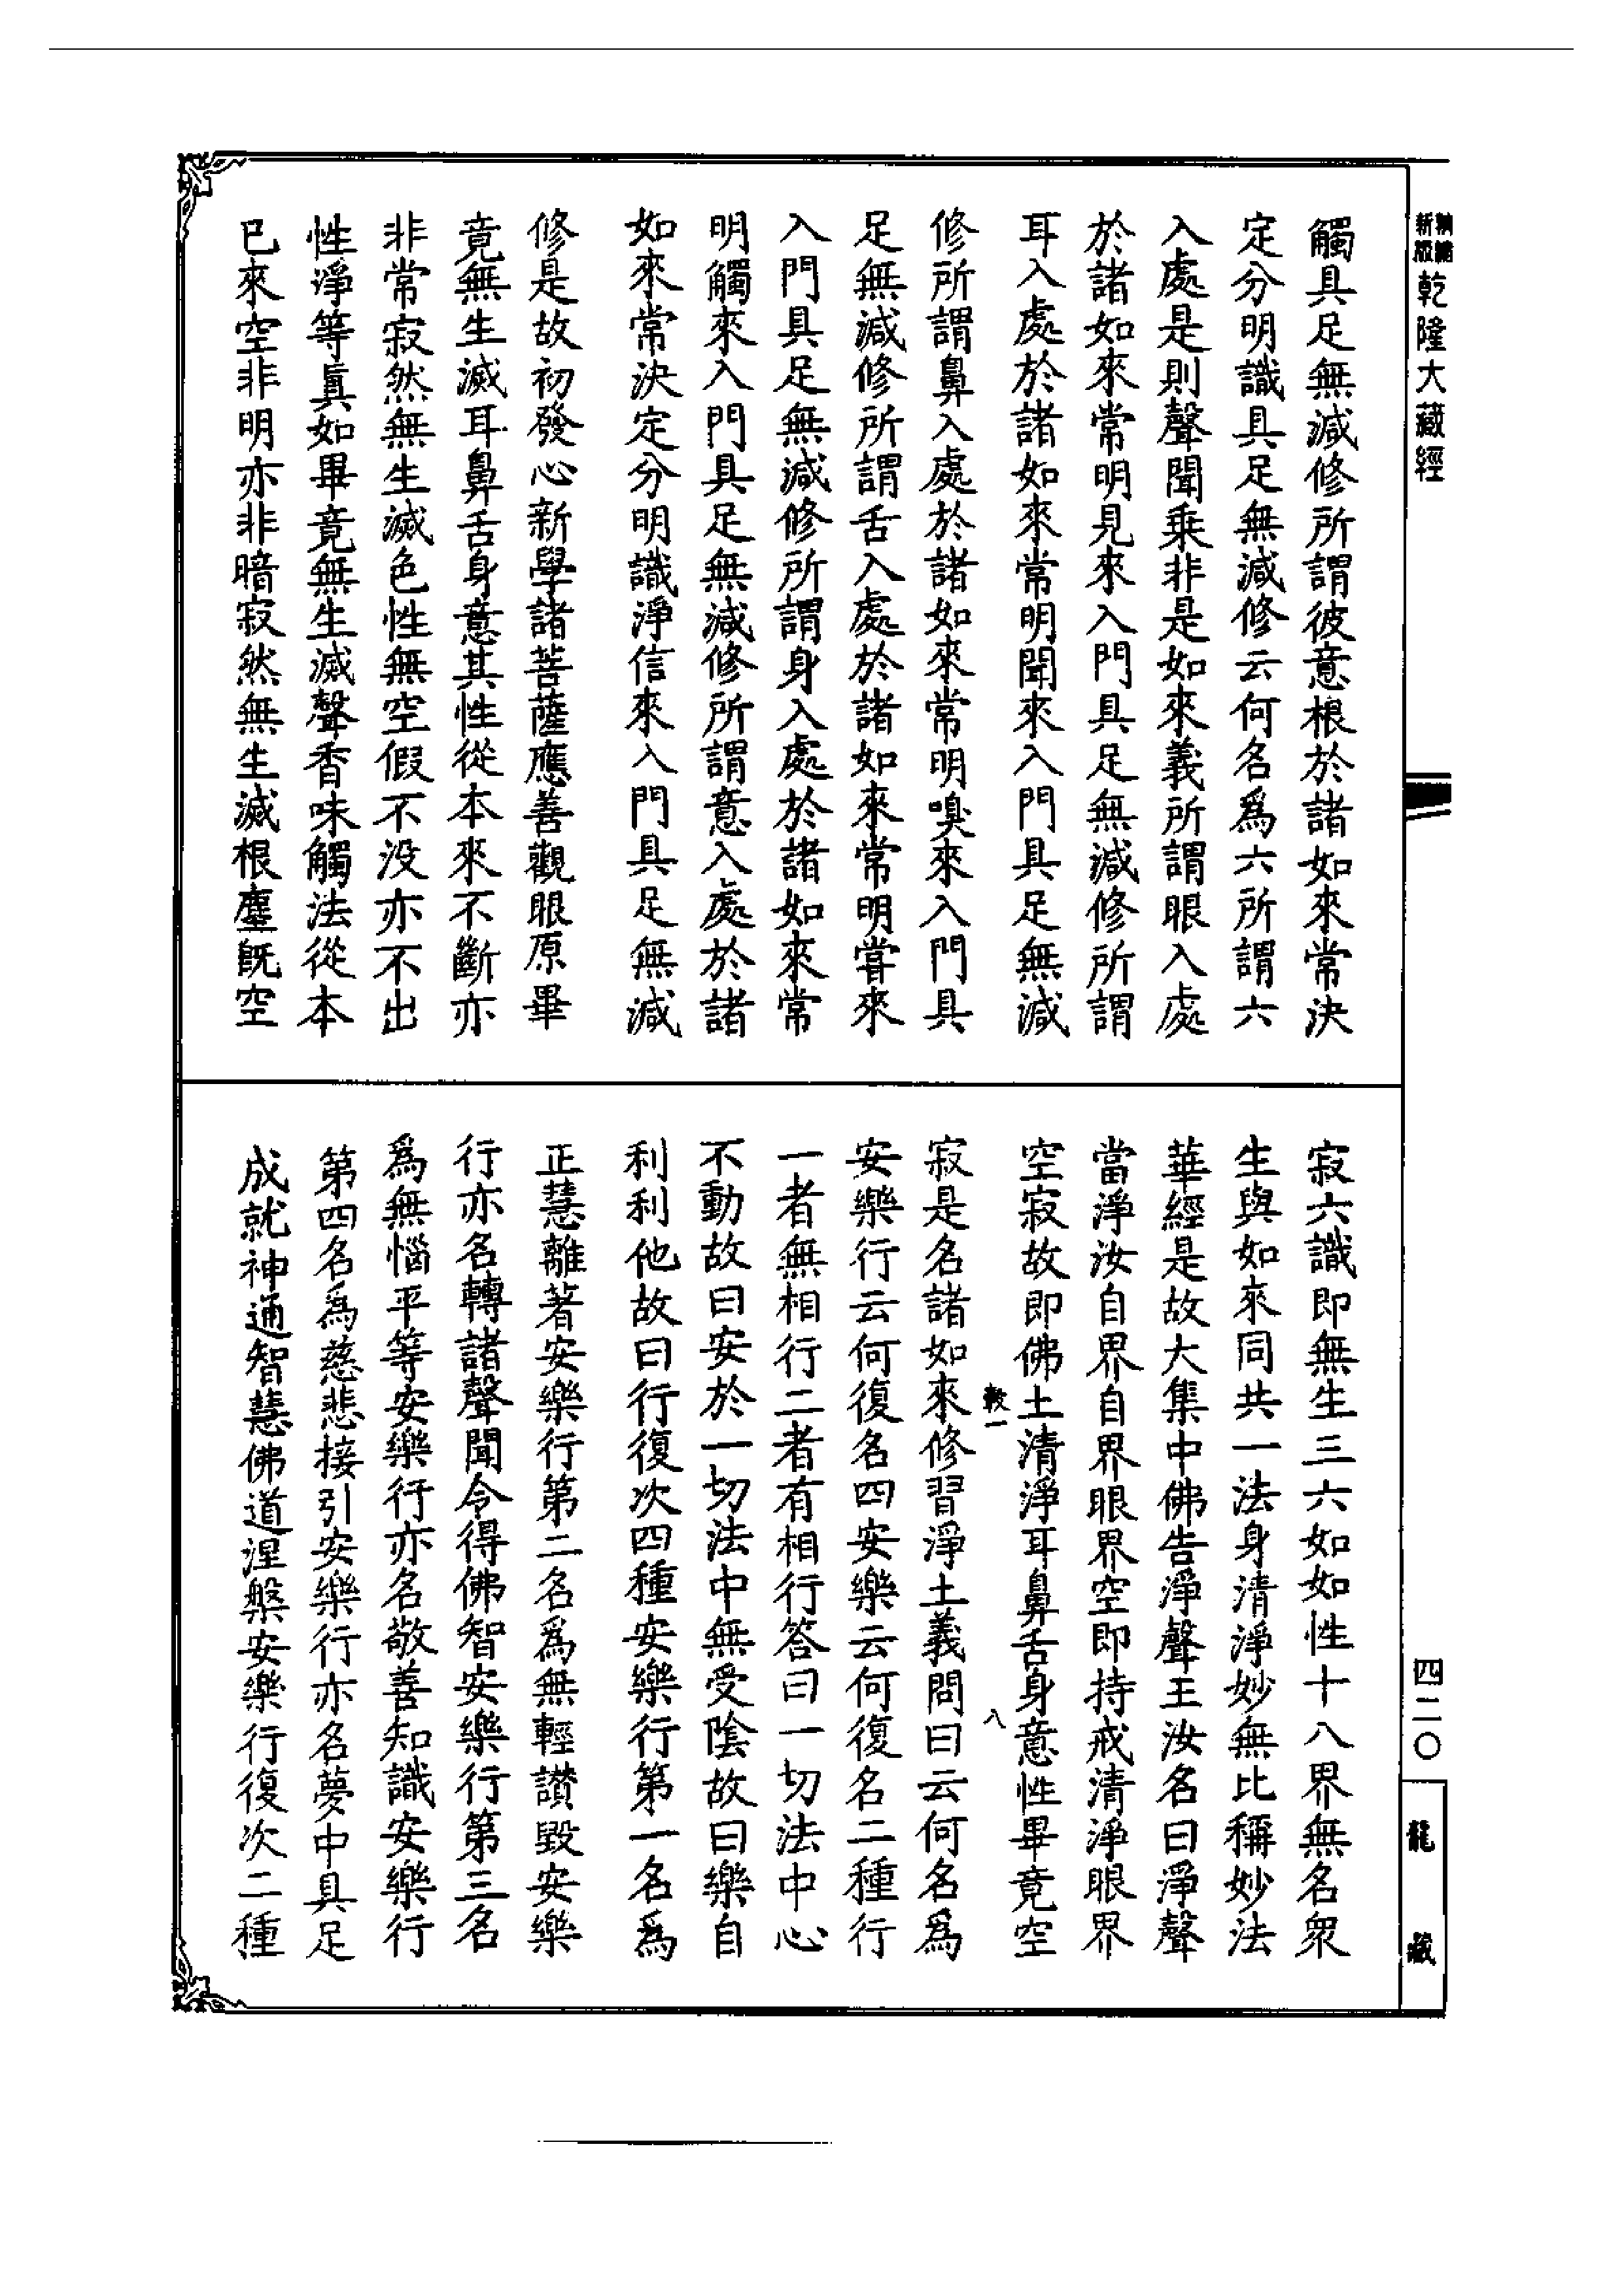 新版
精縮
乾隆大藏經
觸具足無減修所謂彼意根於諸如來常決
定分明識具足無減修云何名爲六所謂六
入處是則聲聞乘非是如來義所謂眼入處
於諸如來常明見來入門具足無減修所謂
耳入處於諸如來常明聞來入門具足無減
修所謂鼻入處於諸如來常明嗅來入門具
足無減修所謂舌入處於諸如來常明甞來
入門具足無減修所謂身入處於諸如來常
明觸來入門具足無減修所謂意入處於諸
如來常決定分明識淨信來入門具足無減
修是故初發心新學諸菩薩應善觀眼原畢
竟無生滅耳鼻舌身意其性從本來不斷亦
非常寂然無生滅色性無空假不没亦不出
性淨等眞如畢竟無生滅聲香味觸法從本
已來空非明亦非暗寂然無生滅根塵旣空
寂六識即無生三六如如性十八界無名衆
生與如來同共一法身清淨妙無比稱妙法
華經是故大集中佛告淨聲王汝名曰淨聲
當淨汝自界自界眼界空即持戒清淨眼界
空寂故即佛土清淨耳鼻舌身意性畢竟空
寂是名諸如來修習淨土義問曰云何名爲
安樂行云何復名四安樂云何復名二種行
一者無相行二者有相行答曰一切法中心
不動故曰安於一切法中無受陰故曰樂自
利利他故曰行復次四種安樂行第一名爲
正慧離著安樂行第二名爲無輕讃毀安樂
行亦名轉諸聲聞令得佛智安樂行第三名
爲無惱平等安樂行亦名敬善知識安樂行
第四名爲慈悲接引安樂行亦名夢中具足
成就神通智慧佛道涅槃安樂行復次二種
八
四二〇
龍藏